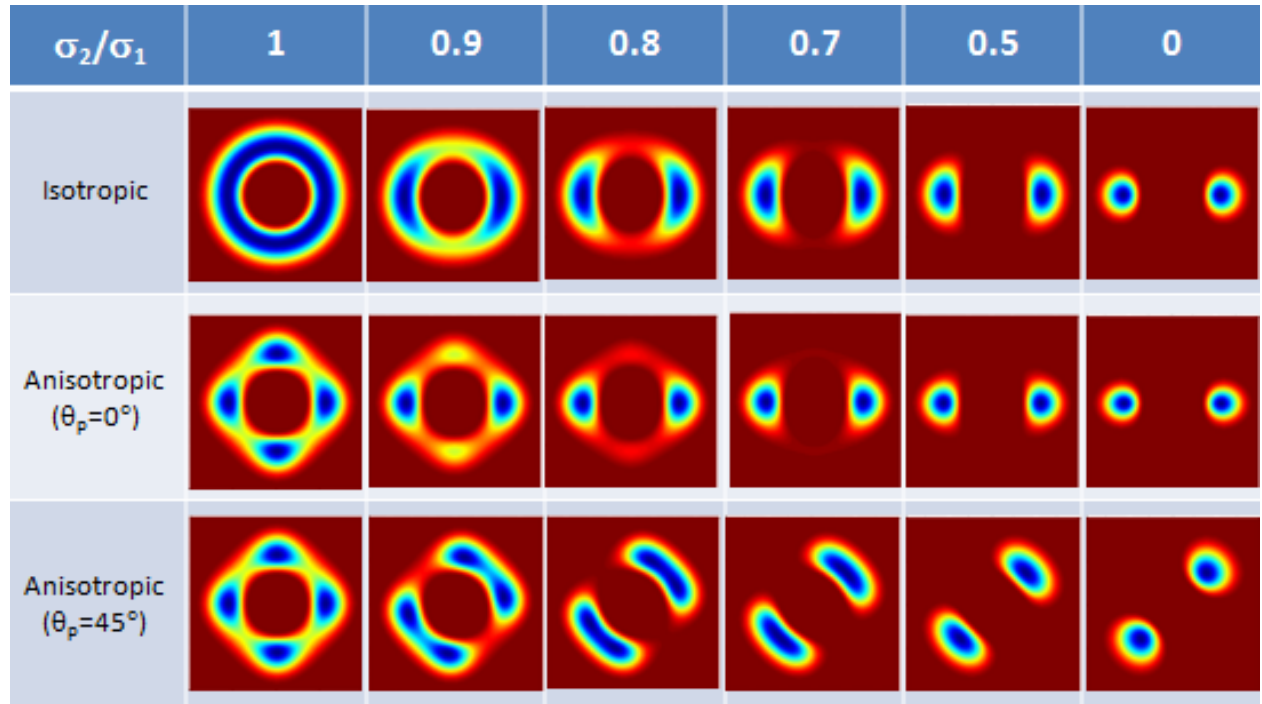 σ₂/σ₁ 1 0.9 0.8 0.7 0.5 0
Isotropic
Anisotropic
(θₚ=0°)
Anisotropic
(θₚ=45°)